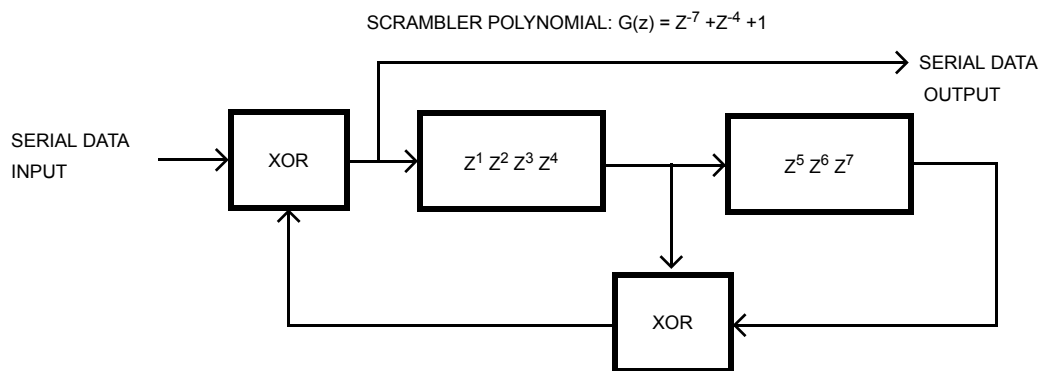 SCRAMBLER POLYNOMIAL: G(z) = Z⁻⁷ +Z⁻⁴ +1
SERIAL DATA
OUTPUT
SERIAL DATA
INPUT
XOR
Z¹ Z² Z³ Z⁴
Z⁵ Z⁶ Z⁷
XOR